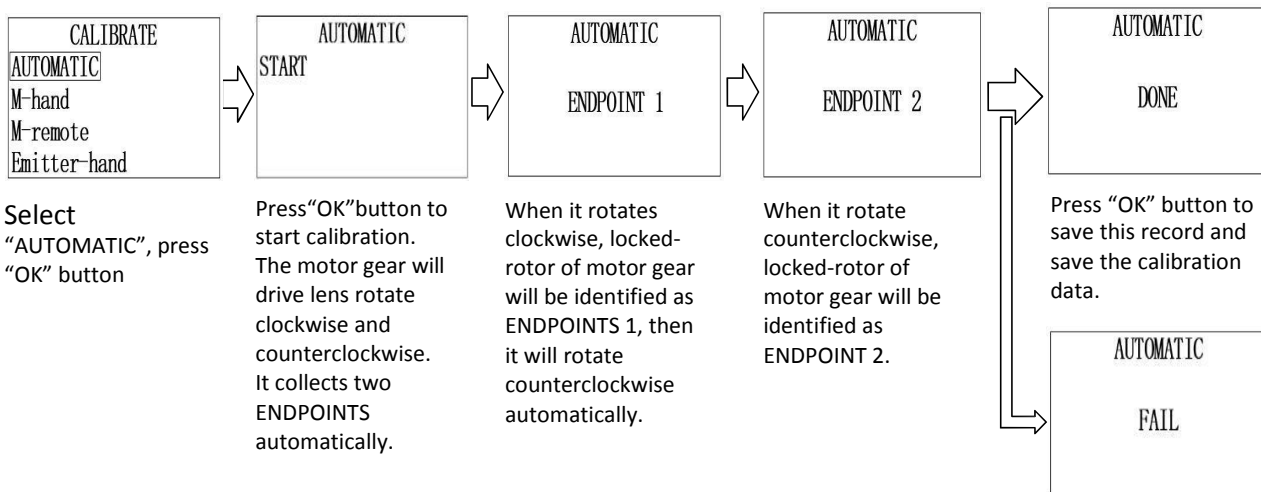 CALIBRATE
AUTOMATIC
M-hand
M-remote
Emitter-hand
Select
"AUTOMATIC", press
"OK" button
AUTOMATIC
START
Press"OK"button to
start calibration.
The motor gear will
drive lens rotate
clockwise and
counterclockwise.
It collects two
ENDPOINTS
automatically.
AUTOMATIC
ENDPOINT 1
When it rotates
clockwise, locked-
rotor of motor gear
will be identified as
ENDPOINTS 1, then
it will rotate
counterclockwise
automatically.
AUTOMATIC
ENDPOINT 2
When it rotate
counterclockwise,
locked-rotor of
motor gear will be
identified as
ENDPOINT 2.
AUTOMATIC
DONE
Press “OK” button to
save this record and
save the calibration
data.
AUTOMATIC
FAIL